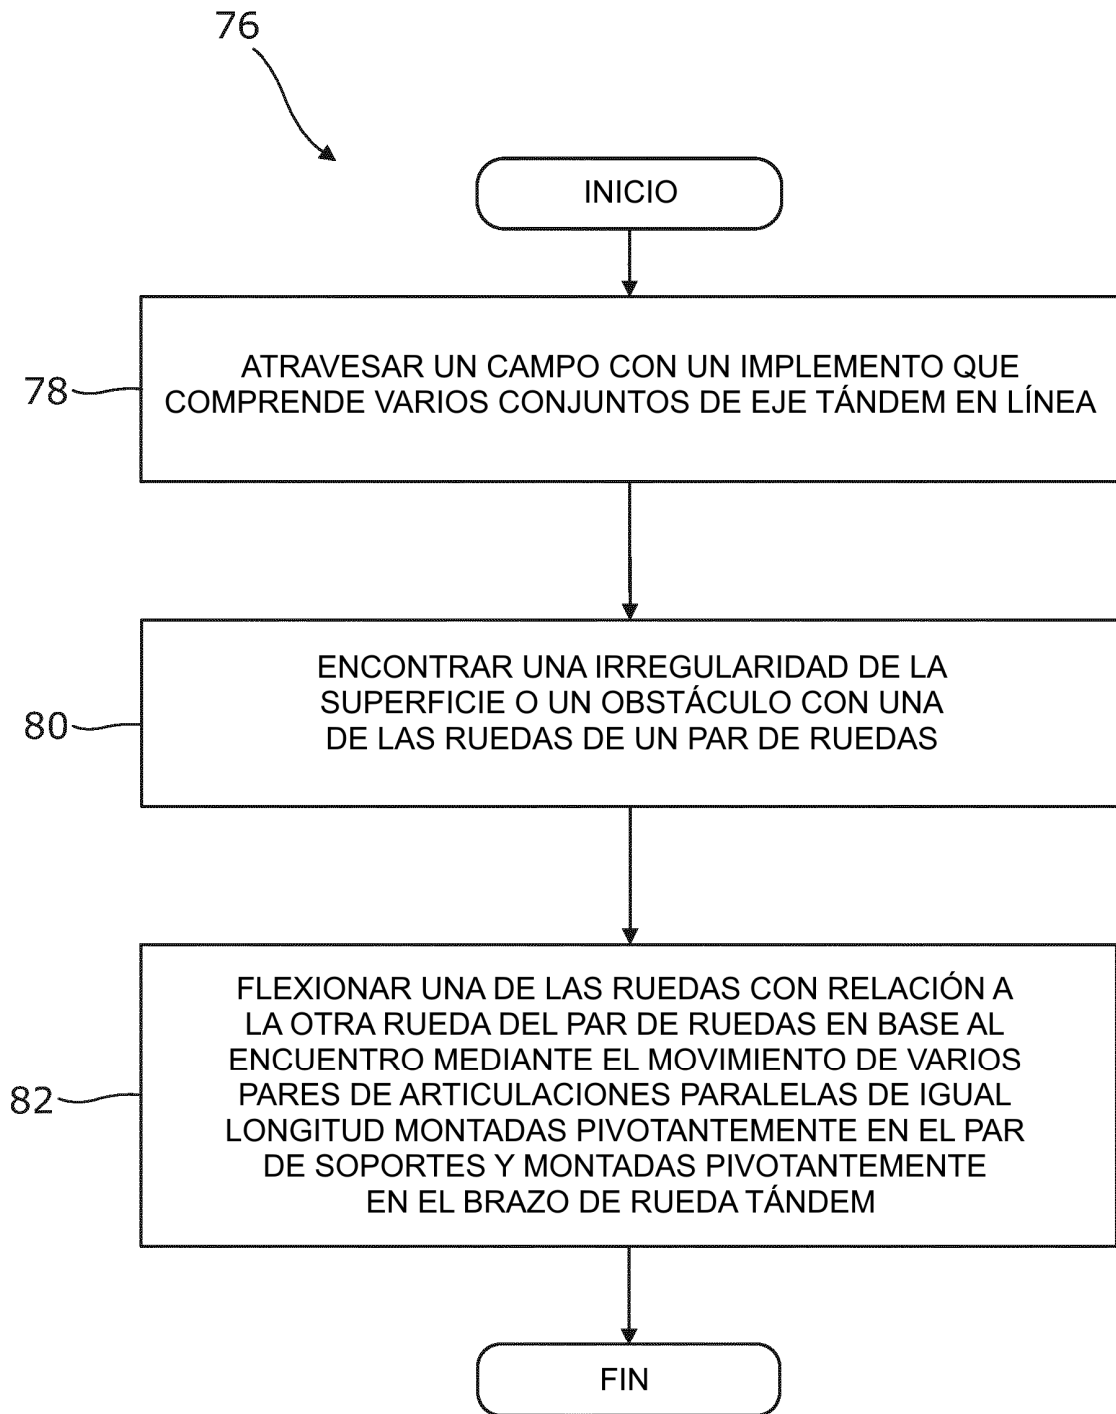 76
INICIO
78
ATRAVESAR UN CAMPO CON UN IMPLEMENTO QUE
COMPRENDE VARIOS CONJUNTOS DE EJE TÁNDEM EN LÍNEA
80
ENCONTRAR UNA IRREGULARIDAD DE LA
SUPERFICIE O UN OBSTÁCULO CON UNA
DE LAS RUEDAS DE UN PAR DE RUEDAS
82
FLEXIONAR UNA DE LAS RUEDAS CON RELACIÓN A
LA OTRA RUEDA DEL PAR DE RUEDAS EN BASE AL
ENCUENTRO MEDIANTE EL MOVIMIENTO DE VARIOS
PARES DE ARTICULACIONES PARALELAS DE IGUAL
LONGITUD MONTADAS PIVOTANTEMENTE EN EL PAR
DE SOPORTES Y MONTADAS PIVOTANTEMENTE
EN EL BRAZO DE RUEDA TÁNDEM
FIN